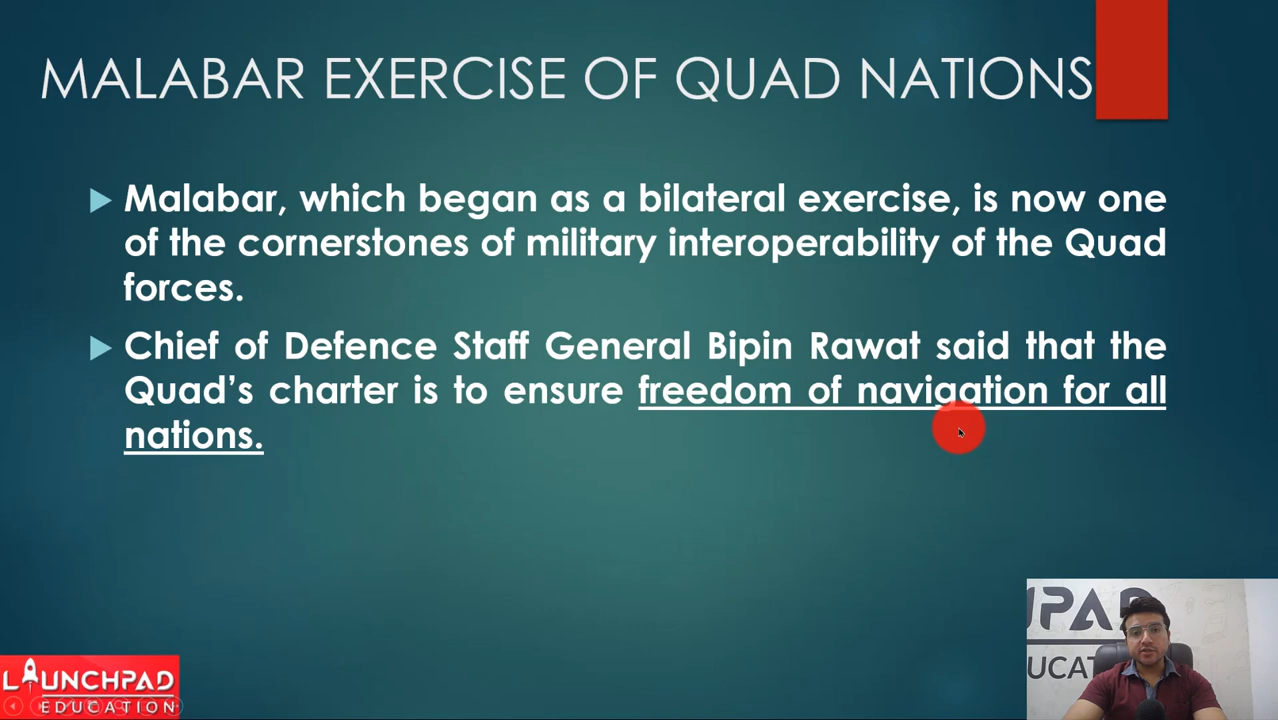 MALABAR EXERCISE OF QUAD NATIONS
Malabar, which began as a bilateral exercise, is now one
of the cornerstones of military interoperability of the Quad
forces.
Chief of Defence Staff General Bipin Rawat said that the
Quad’s charter is to ensure freedom of navigation for all
nations.
UNPAD
UCAT
LAUNCHPAD
EDUCATION